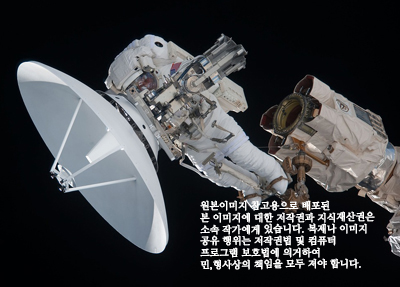 원본이미지 참고용으로 배포된
본 이미지에 대한 저작권과 지식재산권은
소속 작가에게 있습니다. 복제나 이미지
공유 행위는 저작권법 및 컴퓨터
프로그램 보호법에 의거하여
민,형사상의 책임을 모두 져야 합니다.